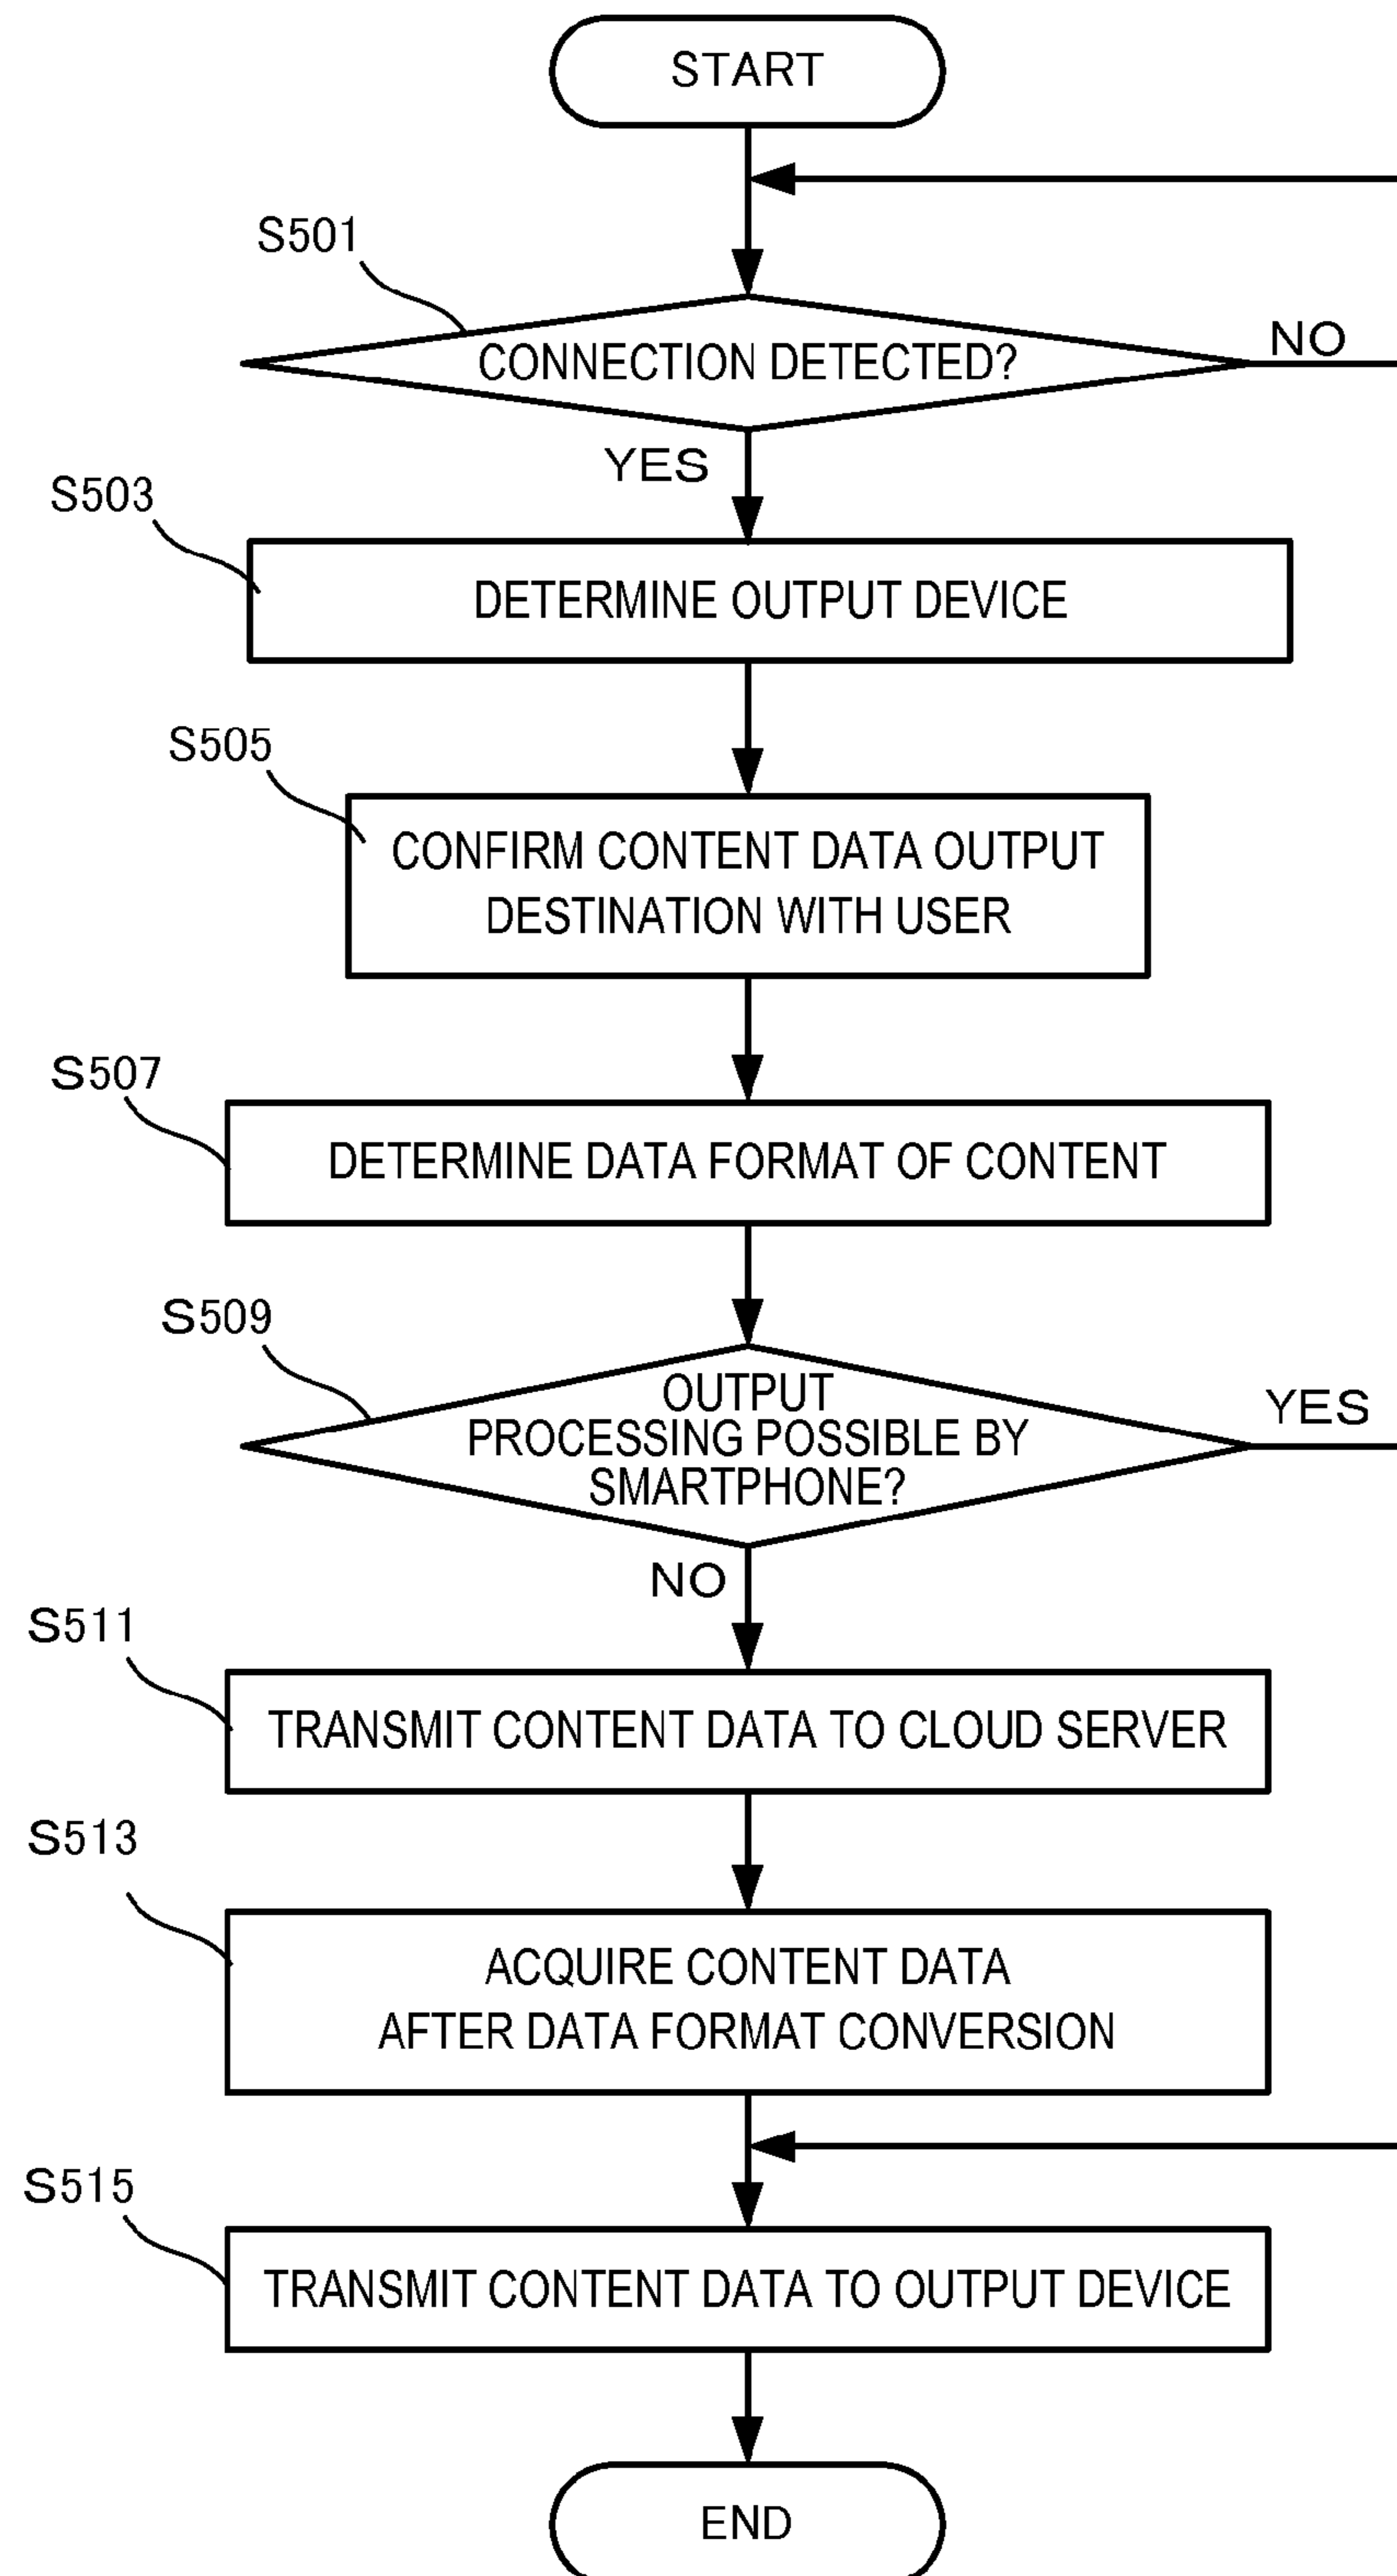 START
S501
CONNECTION DETECTED?
NO
YES
S503
DETERMINE OUTPUT DEVICE
S505
CONFIRM CONTENT DATA OUTPUT
DESTINATION WITH USER
S507
DETERMINE DATA FORMAT OF CONTENT
S509
OUTPUT
PROCESSING POSSIBLE BY
SMARTPHONE?
YES
NO
S511
TRANSMIT CONTENT DATA TO CLOUD SERVER
S513
ACQUIRE CONTENT DATA
AFTER DATA FORMAT CONVERSION
S515
TRANSMIT CONTENT DATA TO OUTPUT DEVICE
END